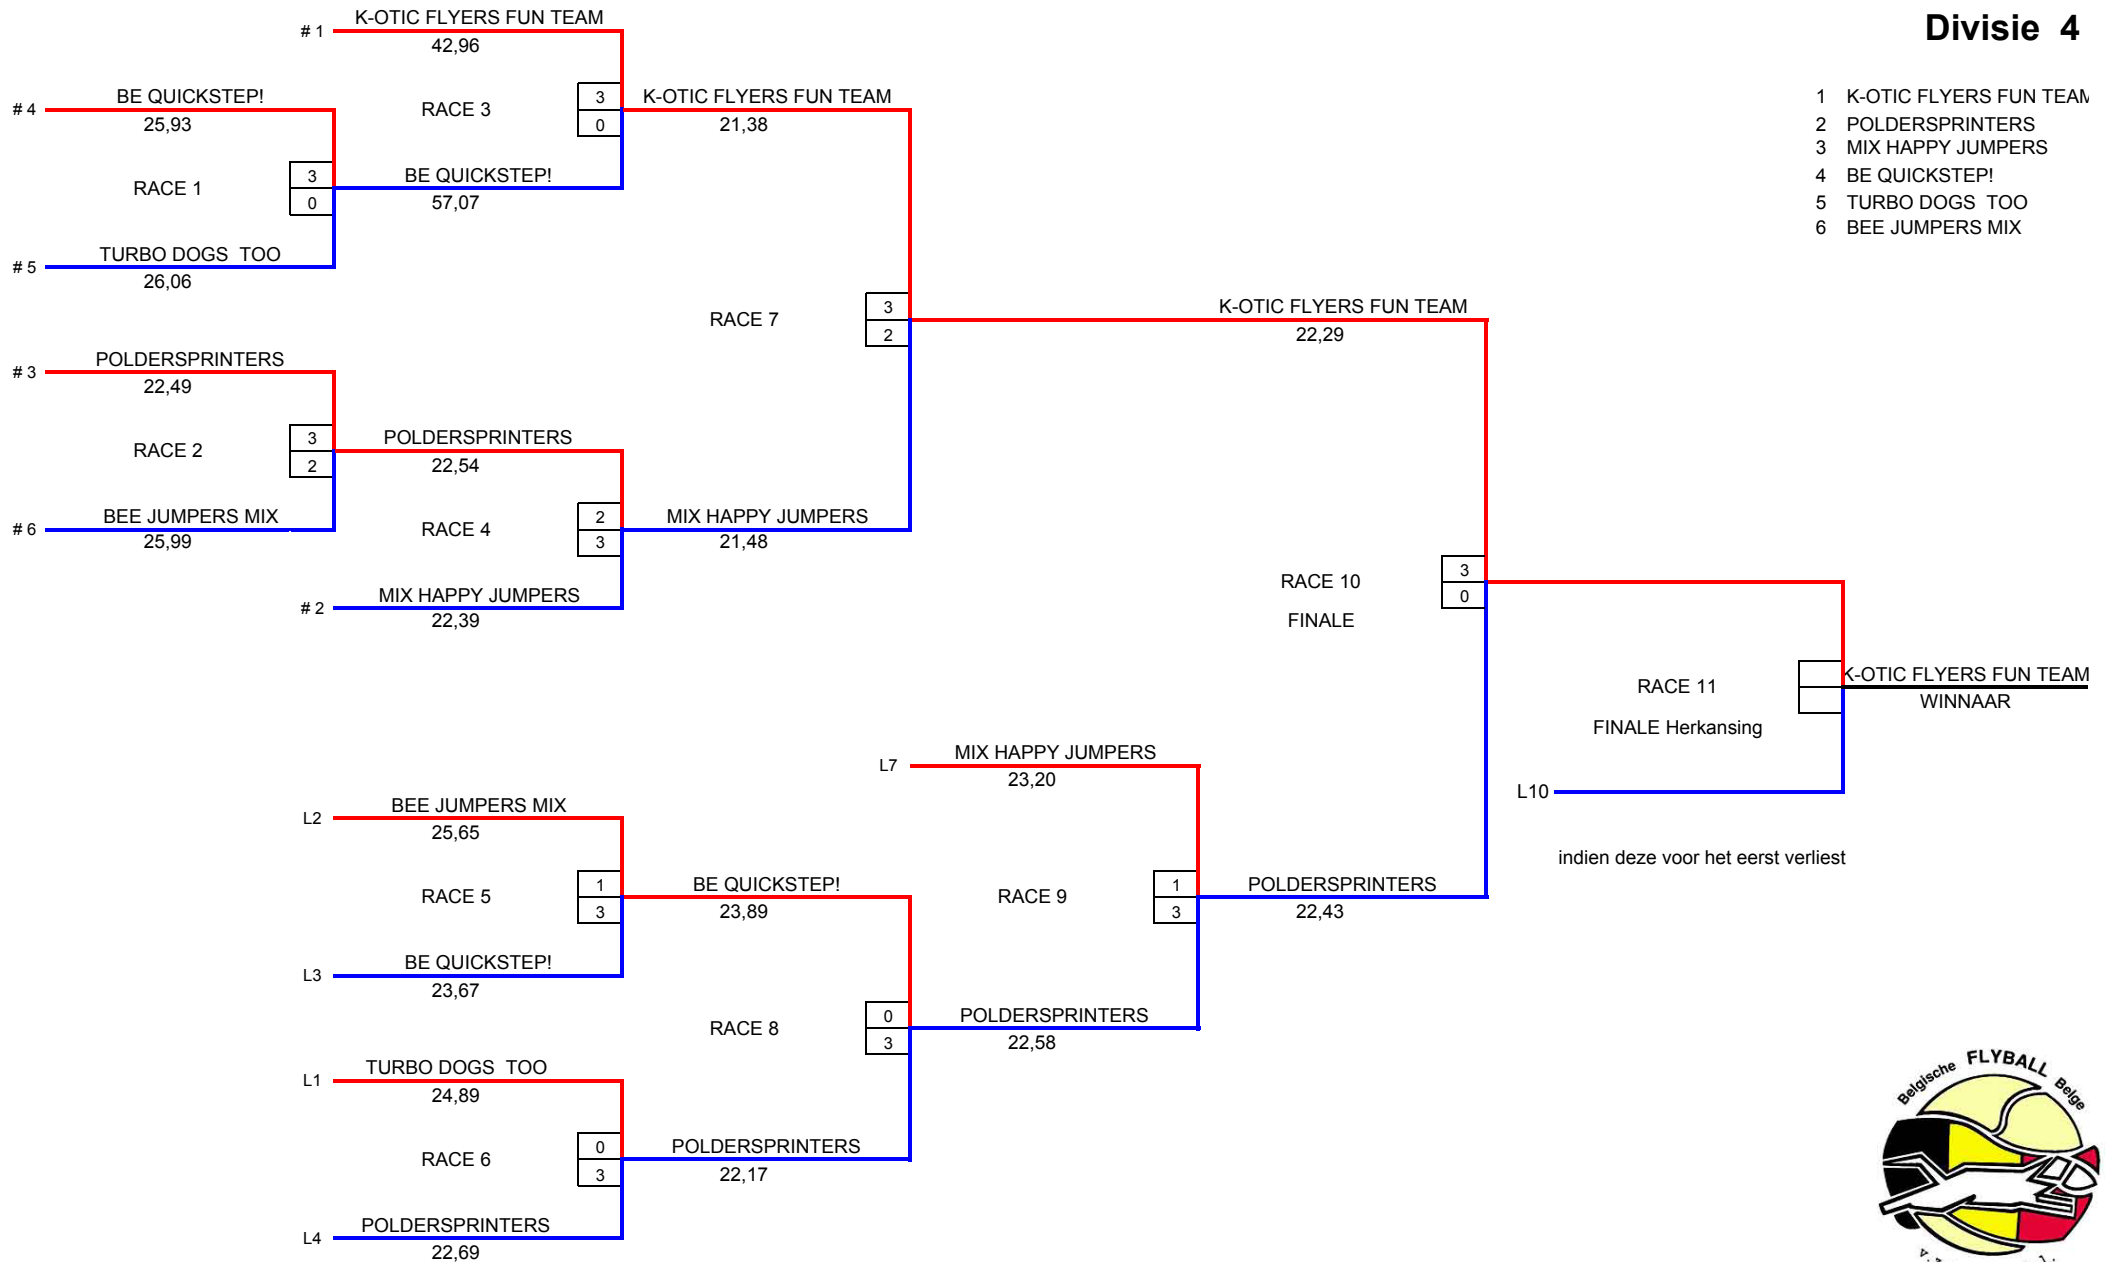 Divisie 4
1 K-OTIC FLYERS FUN TEAM
2 POLDERSPRINTERS
3 MIX HAPPY JUMPERS
4 BE QUICKSTEP!
5 TURBO DOGS TOO
6 BEE JUMPERS MIX
# 1 K-OTIC FLYERS FUN TEAM
42,96
# 4 BE QUICKSTEP!
25,93
RACE 3
3
0
K-OTIC FLYERS FUN TEAM
21,38
RACE 1
3
0
BE QUICKSTEP!
57,07
# 5 TURBO DOGS TOO
26,06
RACE 7
3
2
K-OTIC FLYERS FUN TEAM
22,29
# 3 POLDERSPRINTERS
22,49
RACE 2
3
2
POLDERSPRINTERS
22,54
# 6 BEE JUMPERS MIX
25,99
RACE 4
2
3
MIX HAPPY JUMPERS
21,48
# 2 MIX HAPPY JUMPERS
22,39
RACE 10
FINALE
3
0
RACE 11
FINALE Herkansing
K-OTIC FLYERS FUN TEAM
WINNAAR
L10
indien deze voor het eerst verliest
L7 MIX HAPPY JUMPERS
23,20
L2 BEE JUMPERS MIX
25,65
RACE 5
1
3
BE QUICKSTEP!
23,89
RACE 9
1
3
POLDERSPRINTERS
22,43
L3 BE QUICKSTEP!
23,67
RACE 8
0
3
POLDERSPRINTERS
22,58
L1 TURBO DOGS TOO
24,89
RACE 6
0
3
POLDERSPRINTERS
22,17
L4 POLDERSPRINTERS
22,69
Belgische FLYBALL Belge